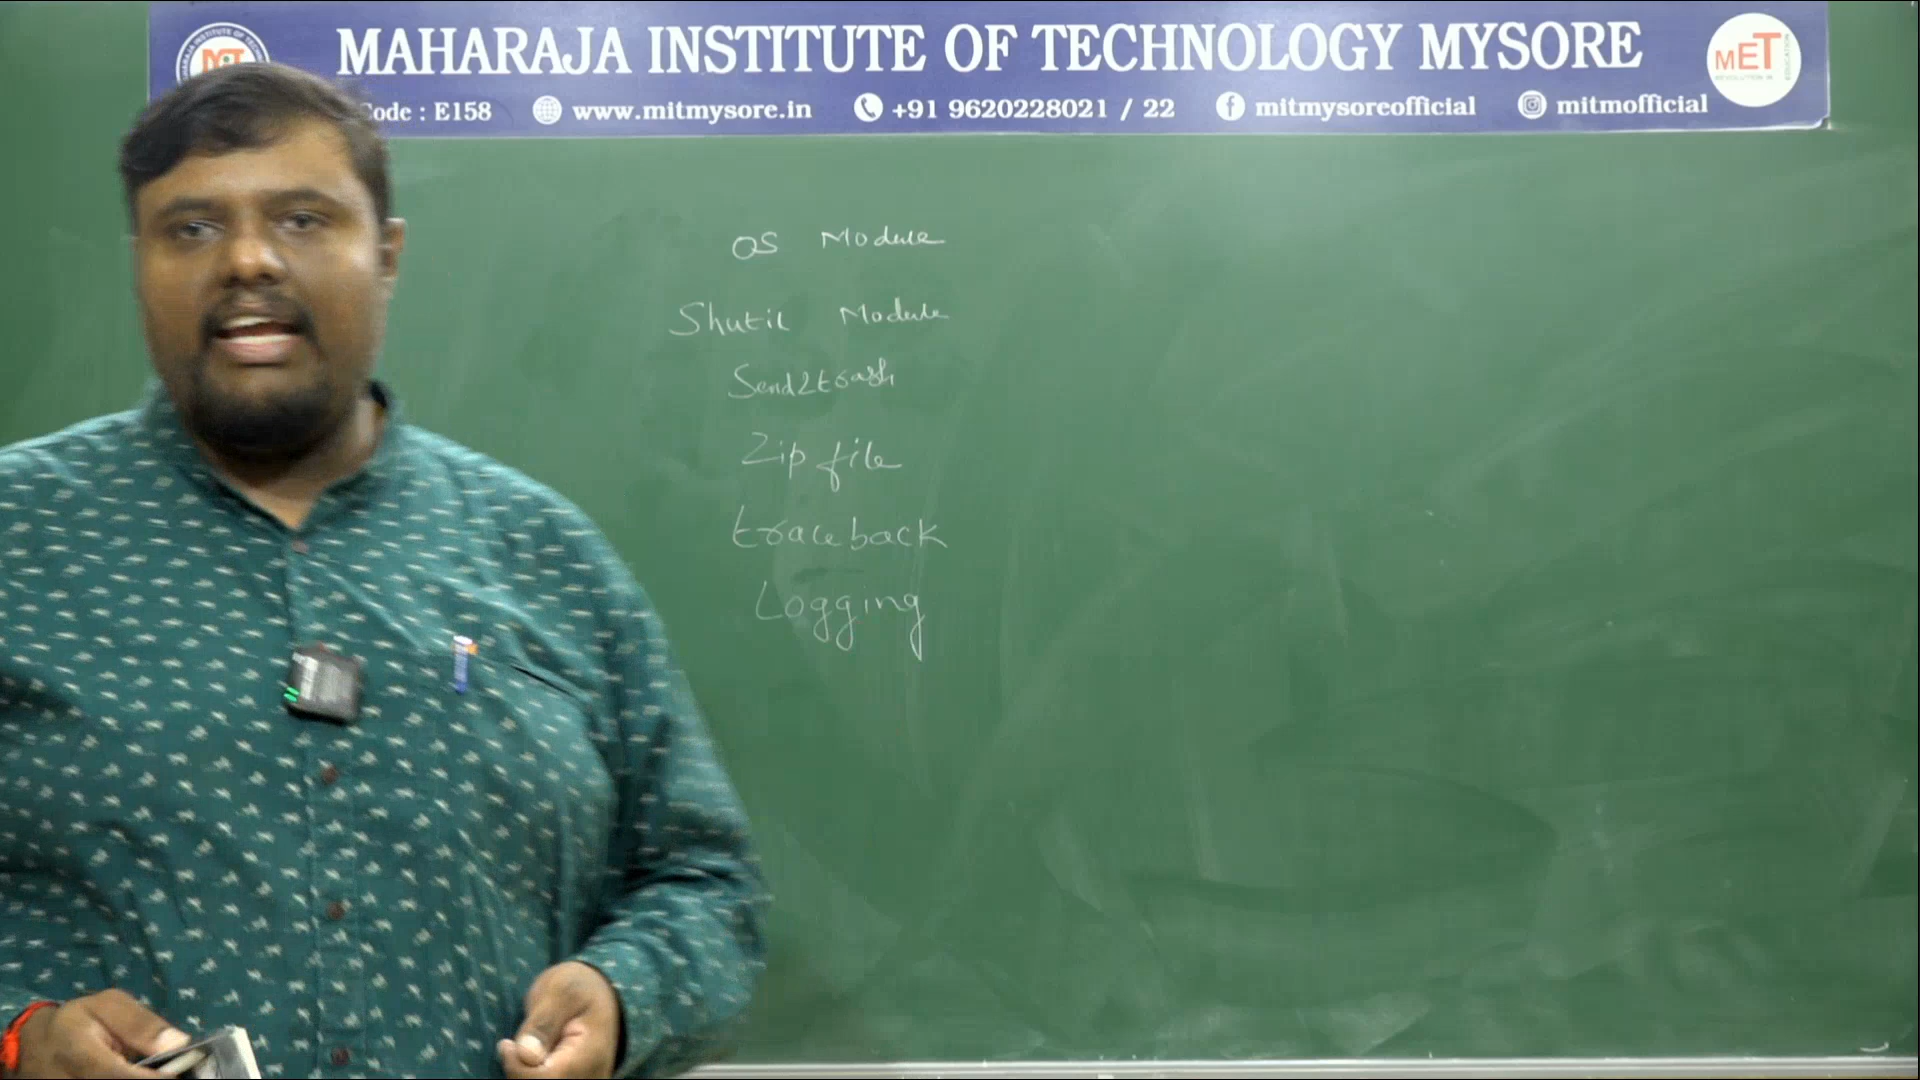 MAHARAJA INSTITUTE OF TECHNOLOGY MYSORE
Code : E158 www.mitmysore.in +91 9620228021 / 22 mitmysoreofficial mitmofficial
MET
OS Module
Shutil Module
Send2trash
Zip file
traceback
Logging